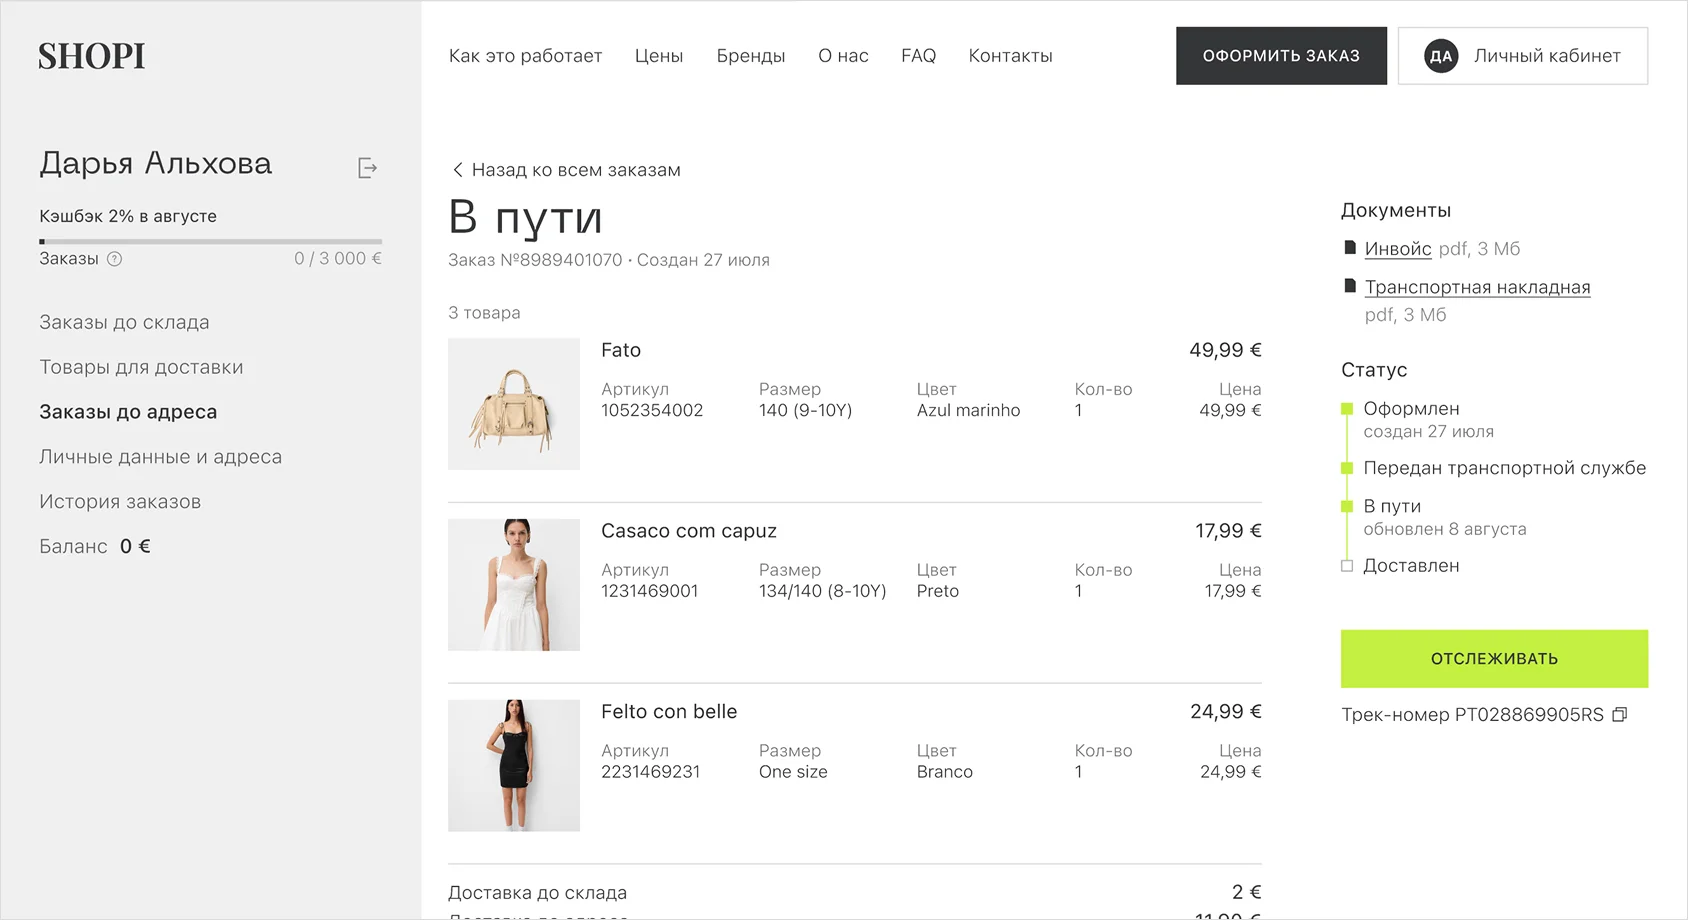 SHOPI
Как это работает
Цены
Бренды
О нас
FAQ
Контакты
ОФОРМИТЬ ЗАКАЗ
ДА Личный кабинет
Дарья Альхова
Кэшбэк 2% в августе
Заказы ? 0 / 3 000 €
Заказы до склада
Товары для доставки
Заказы до адреса
Личные данные и адреса
История заказов
Баланс 0 €
Назад ко всем заказам
В пути
Заказ №8989401070 · Создан 27 июля
3 товара
Fato 49,99 €
Артикул Размер Цвет Кол-во Цена
1052354002 140 (9-10Y) Azul marinho 1 49,99 €
Casaco com capuz 17,99 €
Артикул Размер Цвет Кол-во Цена
1231469001 134/140 (8-10Y) Preto 1 17,99 €
Felto con belle 24,99 €
Артикул Размер Цвет Кол-во Цена
2231469231 One size Branco 1 24,99 €
Доставка до склада 2 €
Доставка до адреса 11,90 €
Документы
Инвойс pdf, 3 Мб
Транспортная накладная
pdf, 3 Мб
Статус
Оформлен
создан 27 июля
Передан транспортной службе
В пути
обновлен 8 августа
Доставлен
ОТСЛЕЖИВАТЬ
Трек-номер PT028869905RS